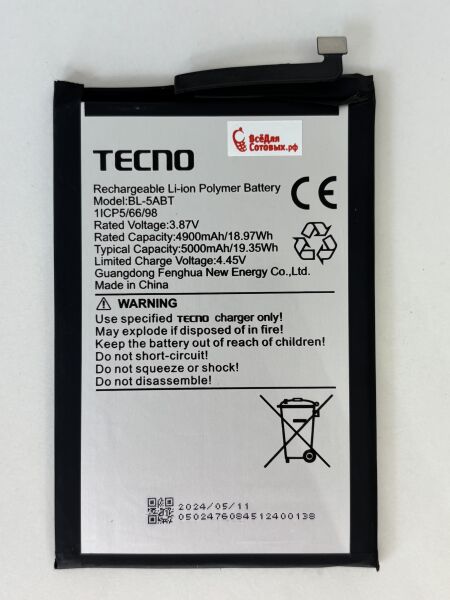 ВсёДля
Сотовых.рф
TECNO
Rechargeable Li-ion Polymer Battery
Model:BL-5ABT
1ICP5/66/98
Rated Voltage:3.87V
Rated Capacity:4900mAh/18.97Wh
Typical Capacity:5000mAh/19.35Wh
Limited Charge Voltage:4.45V
Guangdong Fenghua New Energy Co.,Ltd.
Made in China
CE
WARNING
Use specified TECNO charger only!
May explode if disposed of in fire!
Keep the battery out of reach of children!
Do not short-circuit!
Do not squeeze or shock!
Do not disassemble!
2024/05/11
0502476084512400138